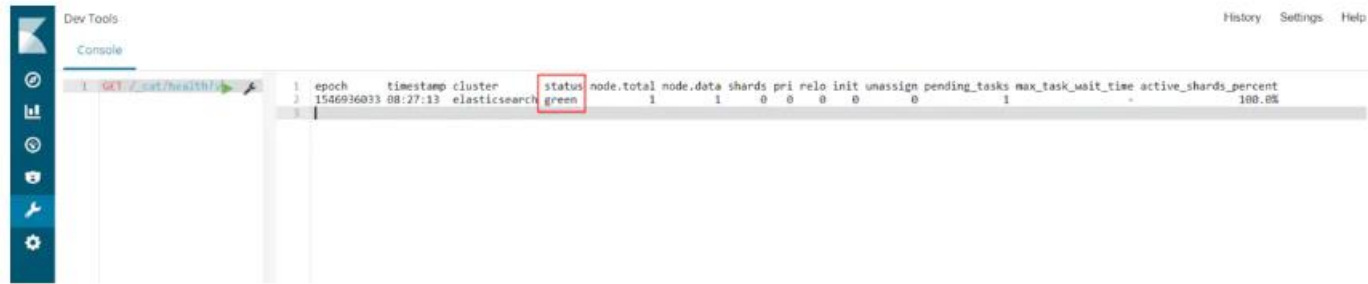 Dev Tools
History Settings Help
Console
1 GET /_cat/health?v
1 epoch timestamp cluster status node.total node.data shards pri relo init unassign pending_tasks max_task_wait_time active_shards_percent
2 1546936033 08:27:13 elasticsearch green 1 1 0 0 0 0 0 1 - 100.0%
3